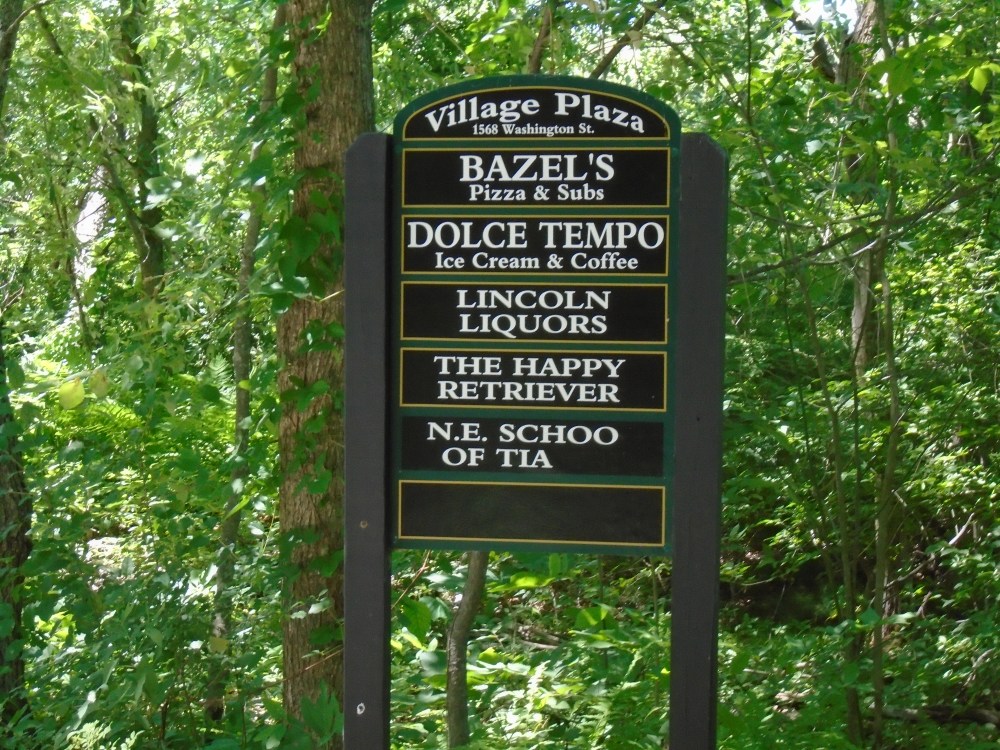 Village Plaza
1568 Washington St.
BAZEL'S
Pizza & Subs
DOLCE TEMPO
Ice Cream & Coffee
LINCOLN
LIQUORS
THE HAPPY
RETRIEVER
N.E. SCHOO
OF TIA